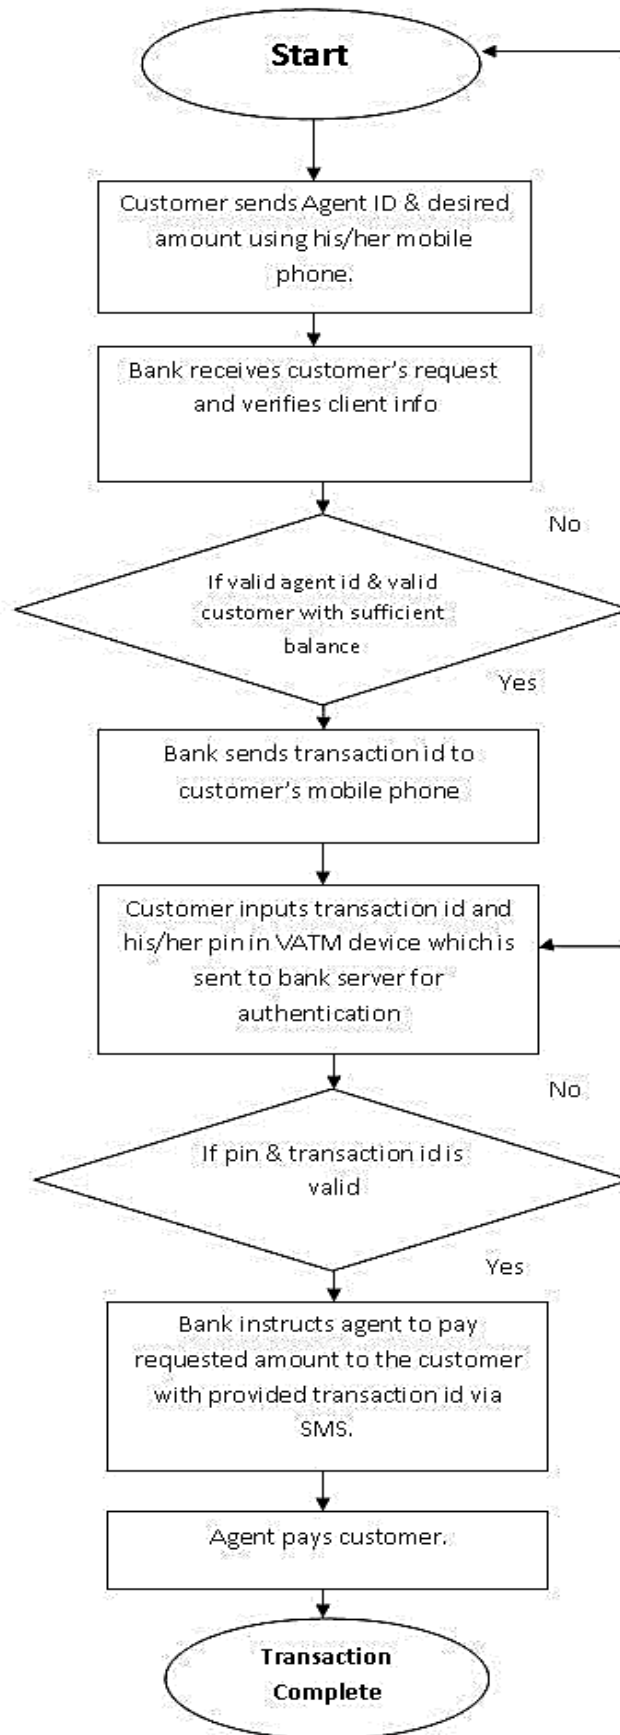 Start
Customer sends Agent ID & desired
amount using his/her mobile
phone.
Bank receives customer's request
and verifies client info
No
If valid agent id & valid
customer with sufficient
balance
Yes
Bank sends transaction id to
customer's mobile phone
Customer inputs transaction id and
his/her pin in VATM device which is
sent to bank server for
authentication
No
If pin & transaction id is
valid
Yes
Bank instructs agent to pay
requested amount to the customer
with provided transaction id via
SMS.
Agent pays customer.
Transaction
Complete